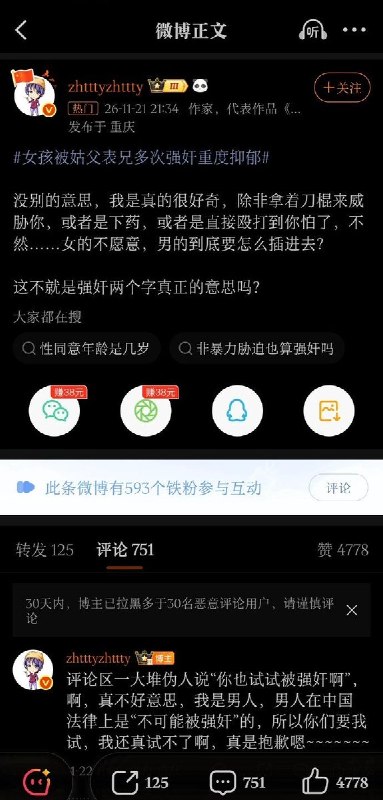 微博正文
听
zhtttyzhttty III
+关注
热门 26-11-21 21:34 作家，代表作品《...
发布于 重庆
#女孩被姑父表兄多次强奸重度抑郁#
没别的意思，我是真的很好奇，除非拿着刀棍来威
胁你，或者是下药，或者是直接殴打到你怕了，不
然……女的不愿意，男的到底要怎么插进去？
这不就是强奸两个字真正的意思吗？
大家都在搜
性同意年龄是几岁
非暴力胁迫也算强奸吗
赚38元
赚38元
此条微博有593个铁粉参与互动
评论
转发 125
评论 751
赞 4778
30天内，博主已拉黑多于30名恶意评论用户，请谨慎评
论
zhtttyzhttty 博主
评论区一大堆伪人说“你也试试被强奸啊”，
啊，真不好意思，我是男人，男人在中国
法律上是“不可能被强奸”的，所以你们要我
试，我还真试不了啊，真是抱歉嗯~~~~~~~
125
751
4778